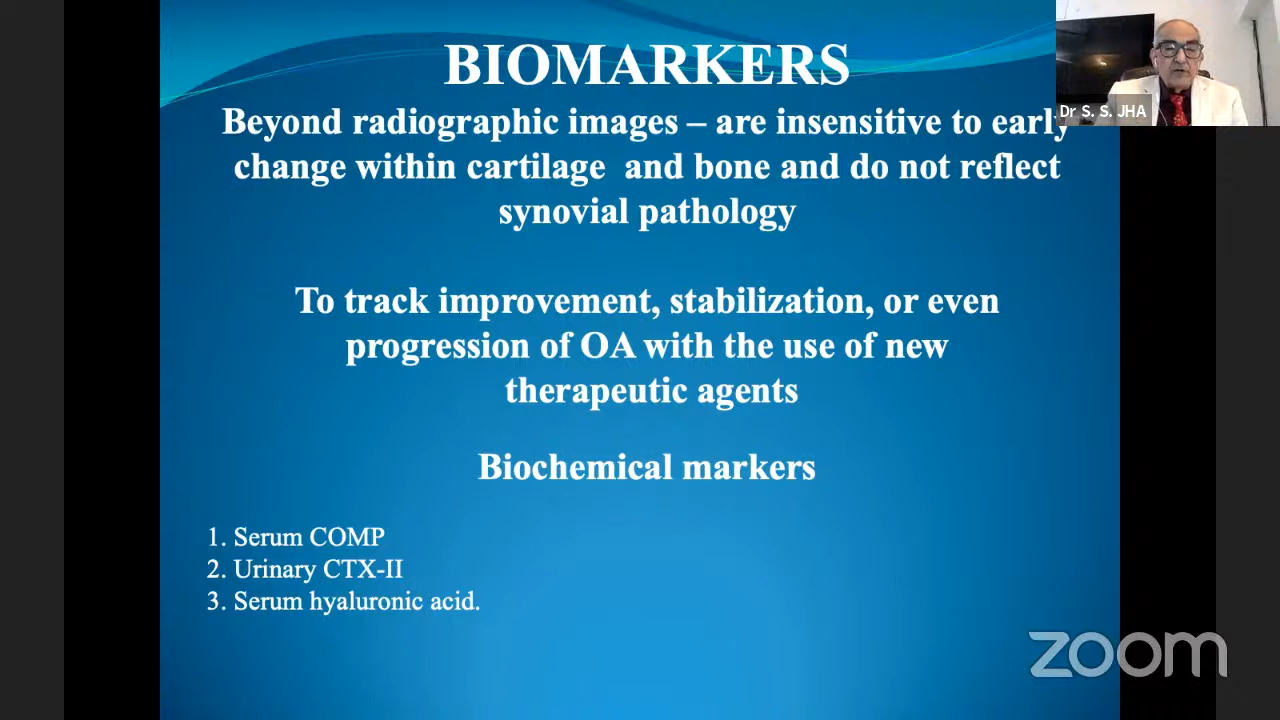 BIOMARKERS
Beyond radiographic images – are insensitive to early
change within cartilage and bone and do not reflect
synovial pathology
To track improvement, stabilization, or even
progression of OA with the use of new
therapeutic agents
Biochemical markers
1. Serum COMP
2. Urinary CTX-II
3. Serum hyaluronic acid.
Dr S. S. JHA
zoom